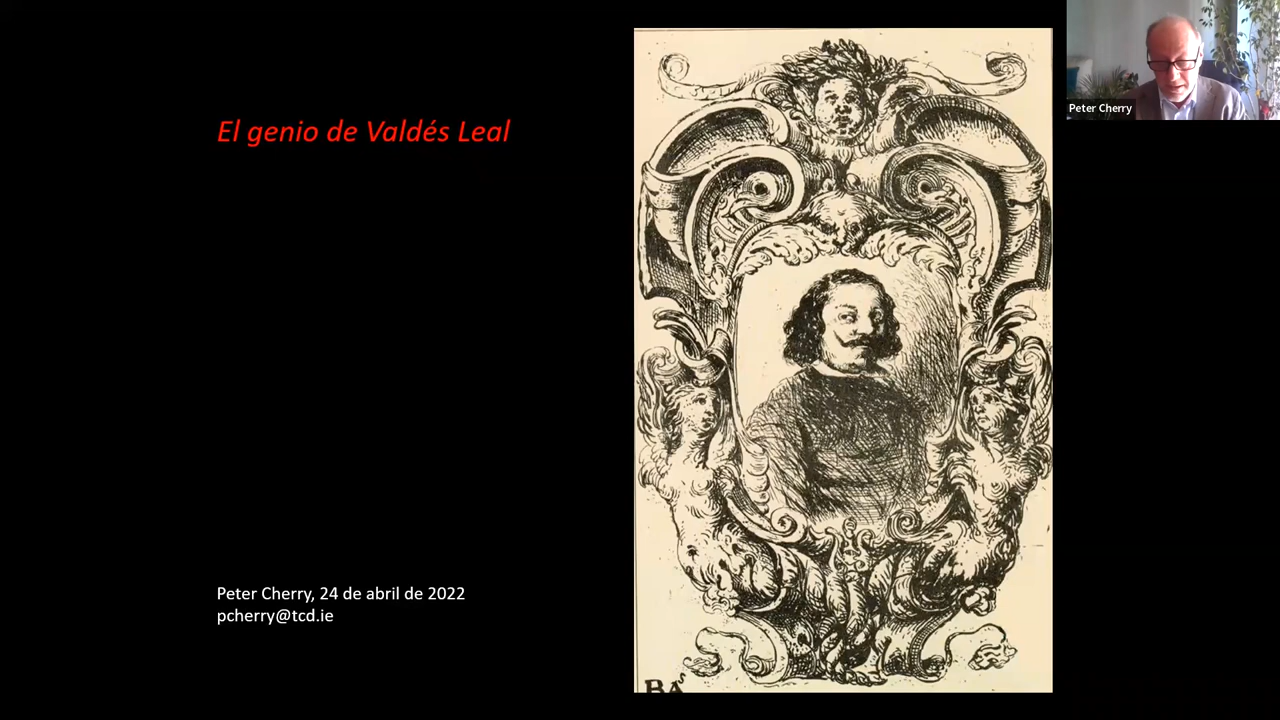 El genio de Valdés Leal
Peter Cherry, 24 de abril de 2022
pcherry@tcd.ie
Peter Cherry